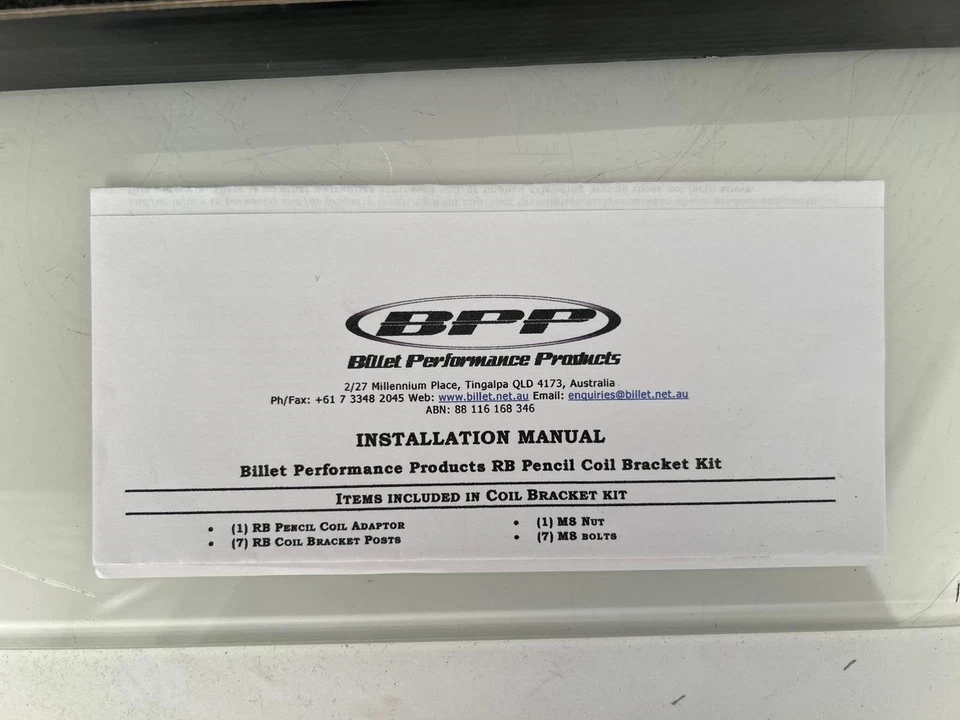 BPP
Billet Performance Products
2/27 Millennium Place, Tingalpa QLD 4173, Australia
Ph/Fax: +61 7 3348 2045 Web: www.billet.net.au Email: enquiries@billet.net.au
ABN: 88 116 168 346
INSTALLATION MANUAL
Billet Performance Products RB Pencil Coil Bracket Kit
ITEMS INCLUDED IN COIL BRACKET KIT
• (1) RB PENCIL COIL ADAPTOR • (1) M8 NUT
• (7) RB COIL BRACKET POSTS • (7) M8 BOLTS